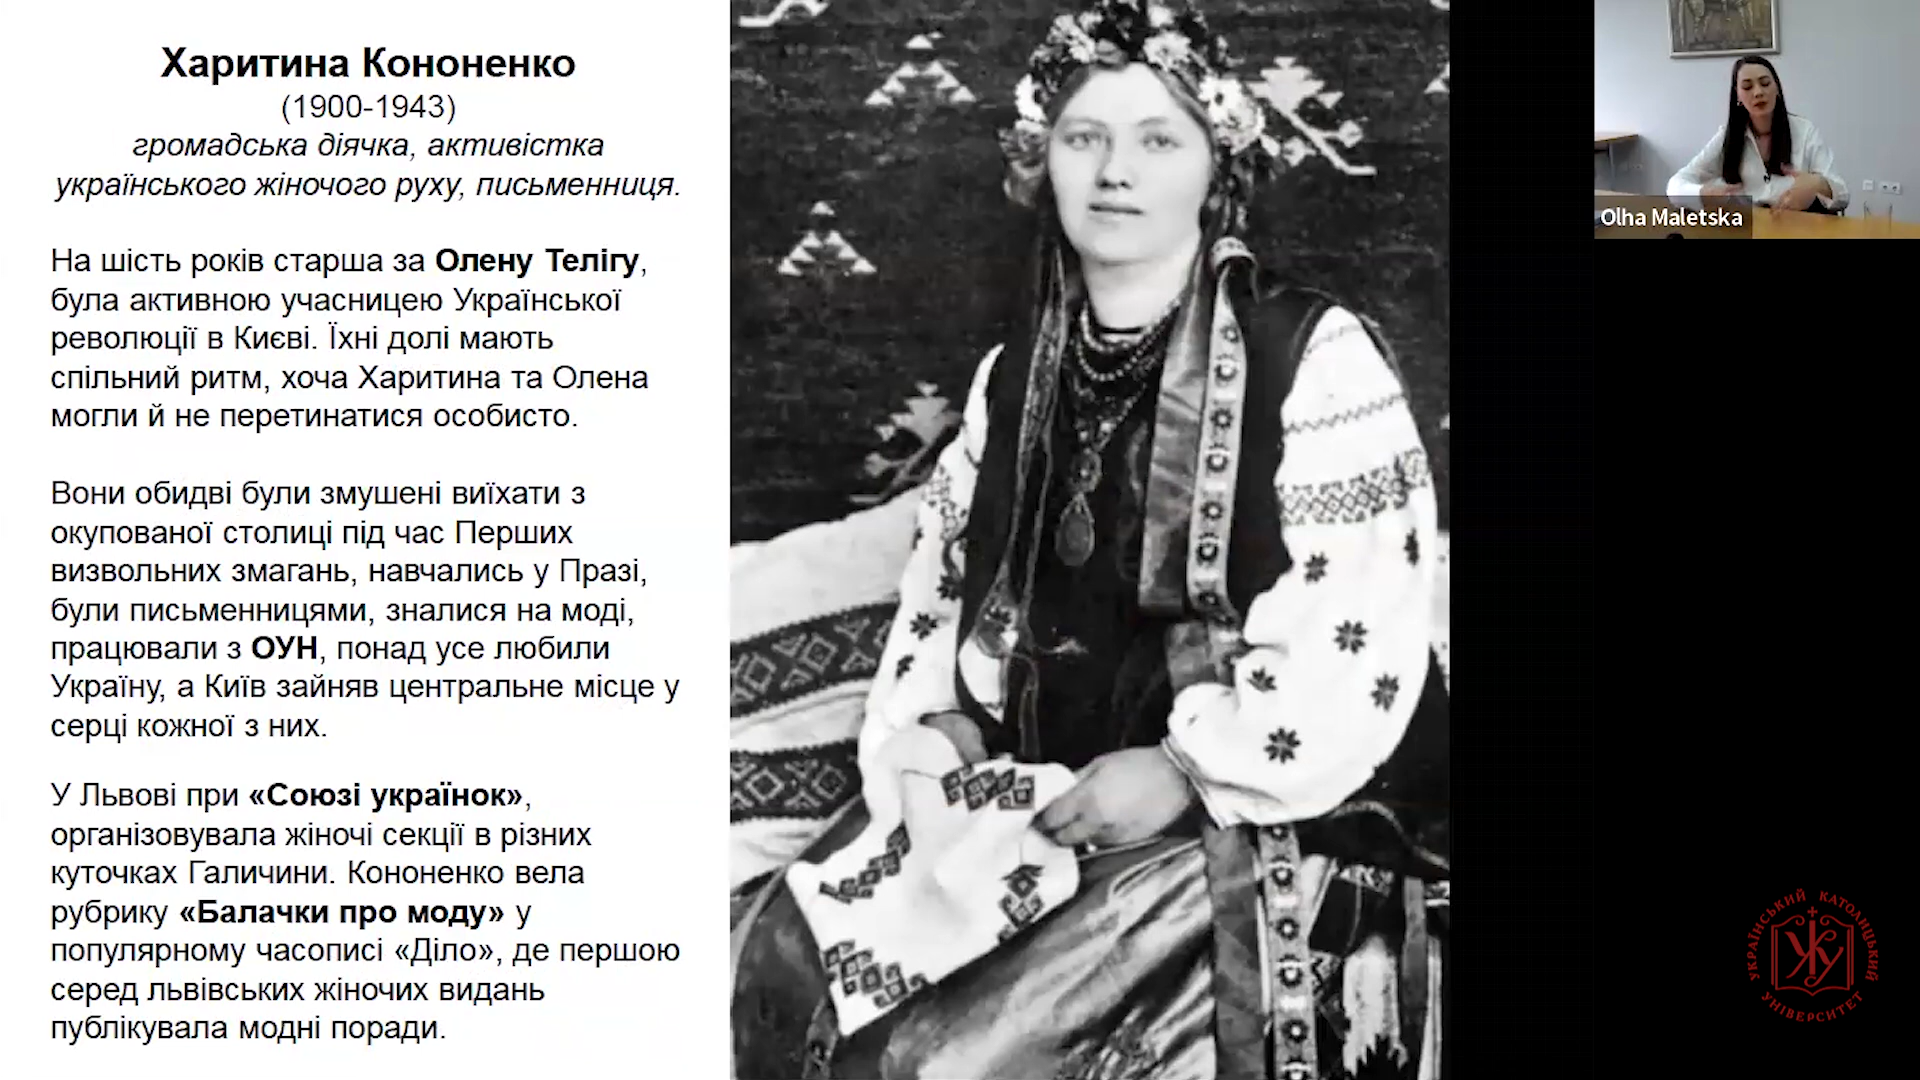 Харитина Кононенко
(1900-1943)
громадська діячка, активістка
українського жіночого руху, письменниця.
На шість років старша за Олену Телігу,
була активною учасницею Української
революції в Києві. Їхні долі мають
спільний ритм, хоча Харитина та Олена
могли й не перетинатися особисто.
Вони обидві були змушені виїхати з
окупованої столиці під час Перших
визвольних змагань, навчались у Празі,
були письменницями, зналися на моді,
працювали з ОУН, понад усе любили
Україну, а Київ зайняв центральне місце у
серці кожної з них.
У Львові при «Союзі українок»,
організовувала жіночі секції в різних
куточках Галичини. Кононенко вела
рубрику «Балачки про моду» у
популярному часописі «Діло», де першою
серед львівських жіночих видань
публікувала модні поради.
Olha Maletska
УКРАЇНСЬКИЙ КАТОЛИЦЬКИЙ
УНІВЕРСИТЕТ
УКУ